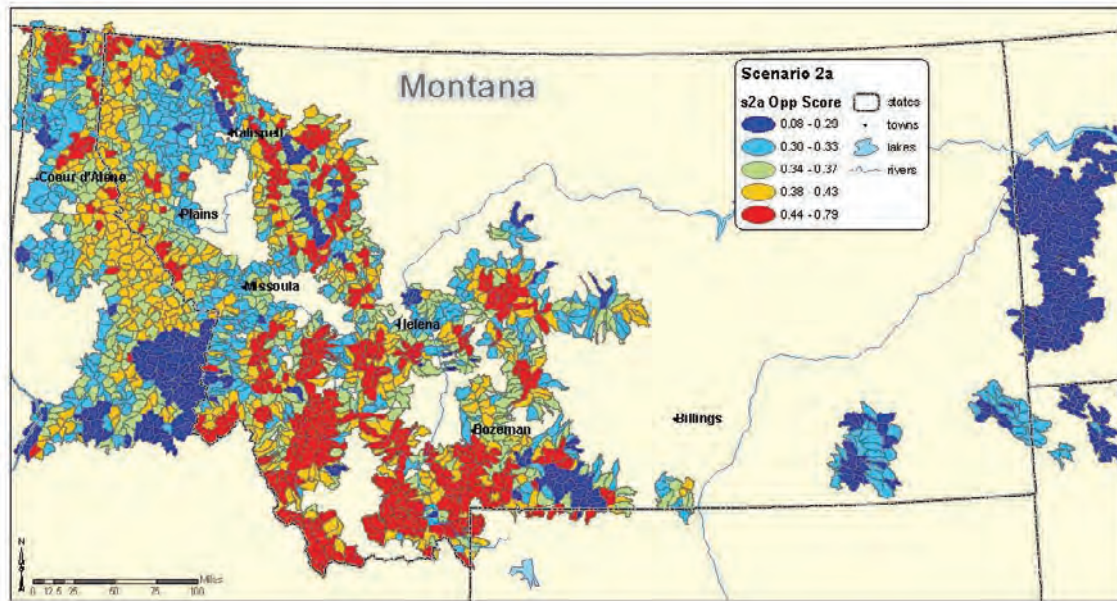 Montana
Scenario 2a
s2a Opp Score
0.08 - 0.29
0.30 - 0.33
0.34 - 0.37
0.38 - 0.43
0.44 - 0.79
states
towns
lakes
rivers
Kalispell
Coeur d'Alene
Plains
Missoula
Helena
Billings
Bozeman
N
Miles
0 12.5 25 50 75 100